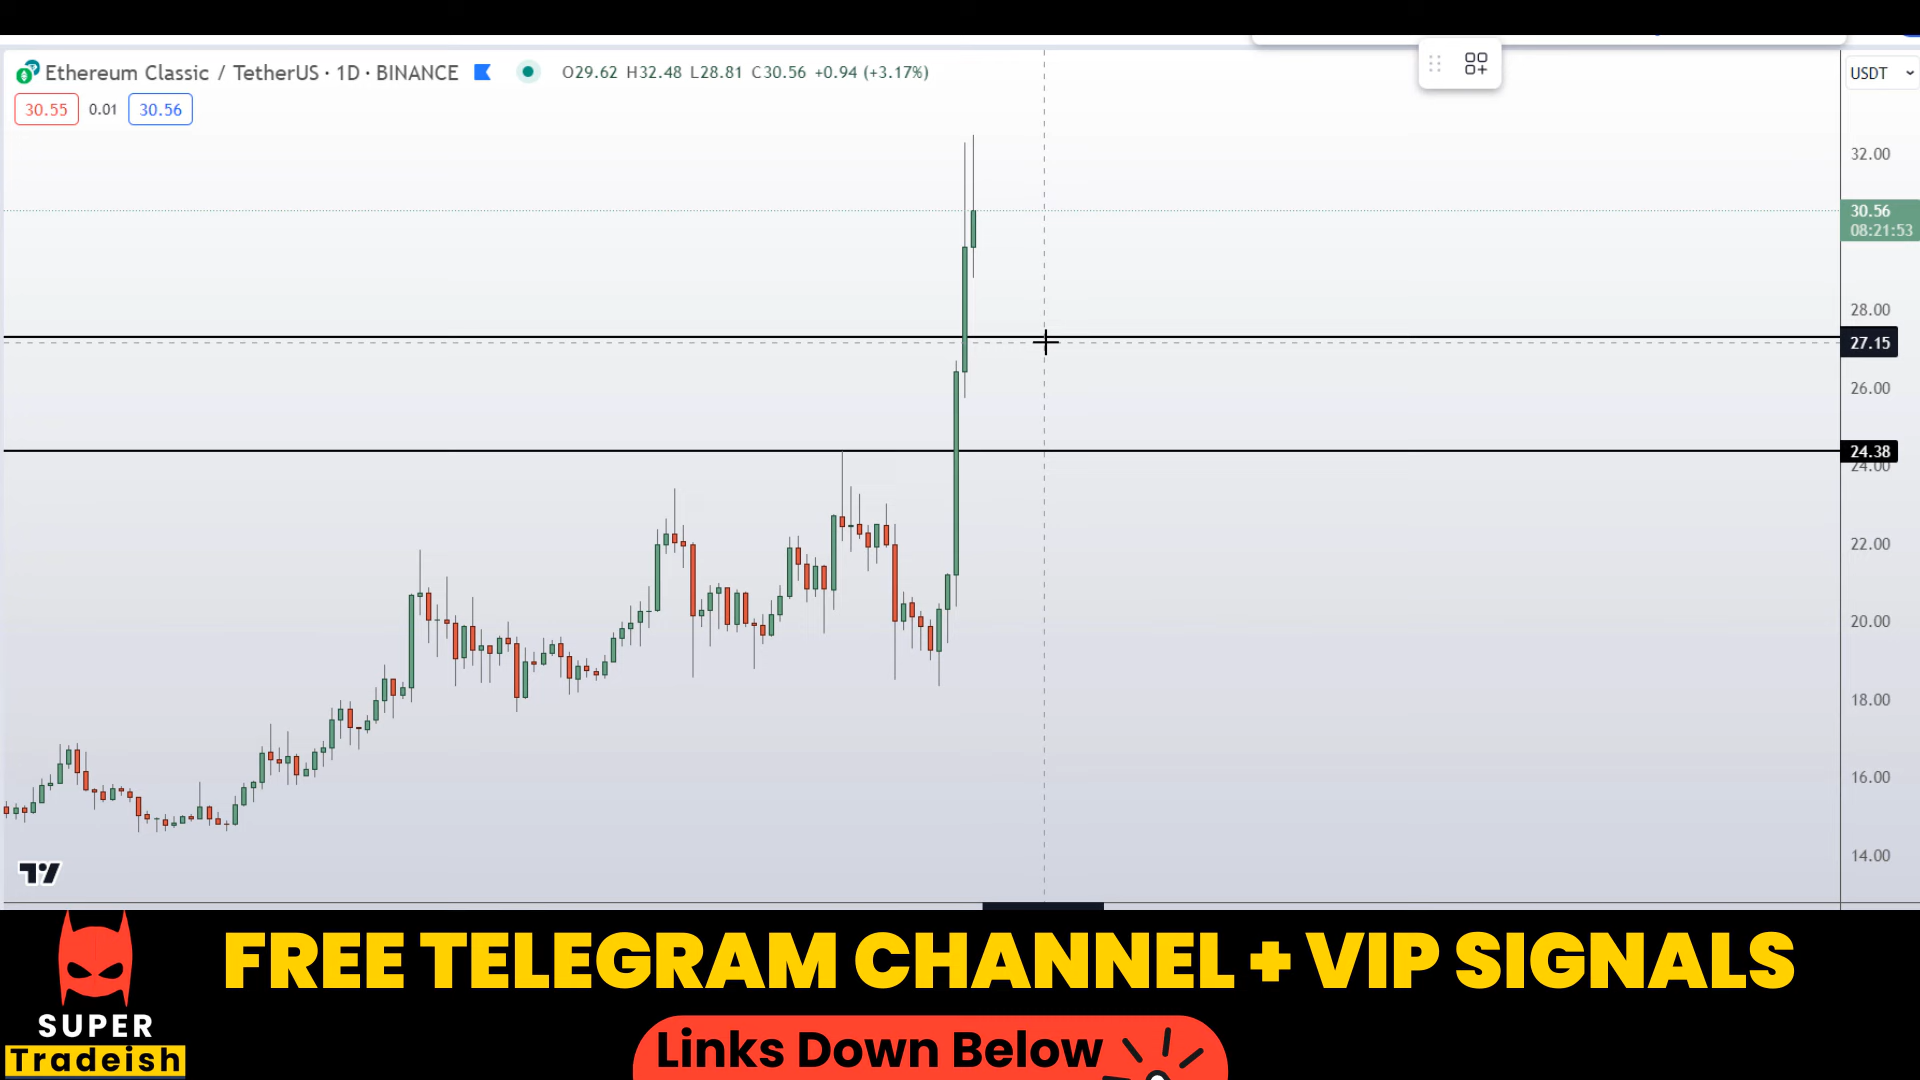 Ethereum Classic / TetherUS · 1D · BINANCE O29.62 H32.48 L28.81 C30.56 +0.94 (+3.17%)
USDT
30.55 0.01 30.56
32.00
30.56
08:21:53
28.00
27.15
26.00
24.38
24.00
22.00
20.00
18.00
16.00
14.00
FREE TELEGRAM CHANNEL + VIP SIGNALS
SUPER
Tradeish
Links Down Below